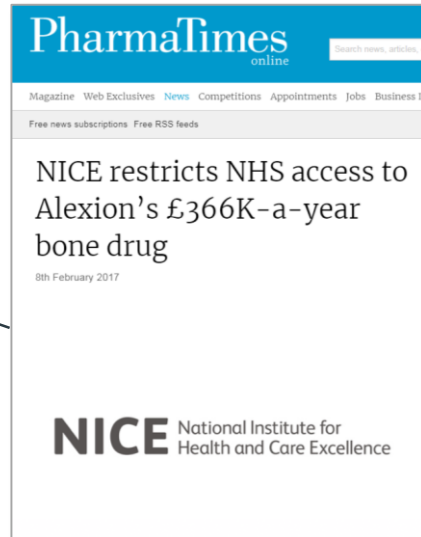 PharmaTimes
online
Search news, articles,
Magazine Web Exclusives News Competitions Appointments Jobs Business
Free news subscriptions Free RSS feeds
NICE restricts NHS access to
Alexion’s £366K-a-year
bone drug
8th February 2017
NICE National Institute for
Health and Care Excellence